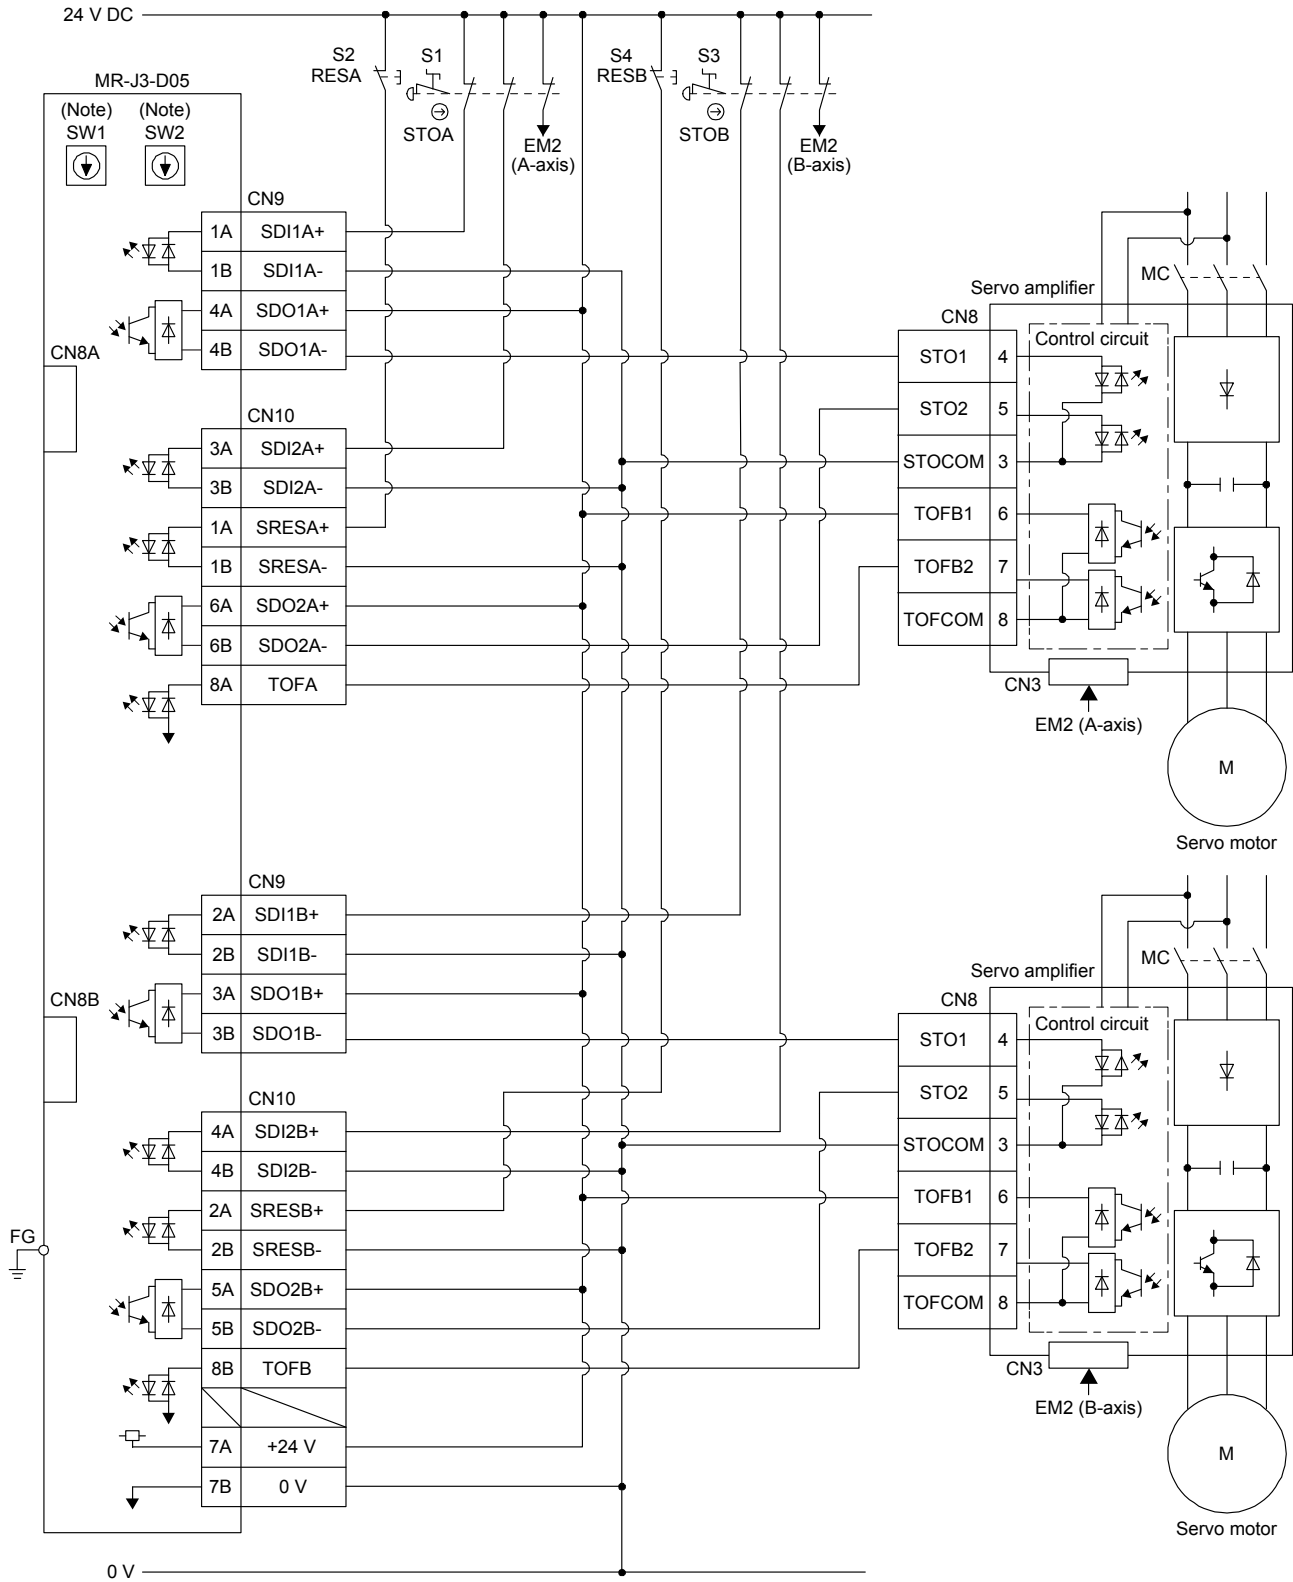 24 V DC
MR-J3-D05
(Note)
SW1
(Note)
SW2
S2
RESA
S1
STOA
EM2
(A-axis)
S4
RESB
S3
STOB
EM2
(B-axis)
CN8A
CN9
1A SDI1A+
1B SDI1A-
4A SDO1A+
4B SDO1A-
CN10
3A SDI2A+
3B SDI2A-
1A SRESA+
1B SRESA-
6A SDO2A+
6B SDO2A-
8A TOFA
Servo amplifier
MC
CN8
Control circuit
STO1 4
STO2 5
STOCOM 3
TOFB1 6
TOFB2 7
TOFCOM 8
CN3
EM2 (A-axis)
M
Servo motor
CN8B
CN9
2A SDI1B+
2B SDI1B-
3A SDO1B+
3B SDO1B-
CN10
4A SDI2B+
4B SDI2B-
2A SRESB+
2B SRESB-
5A SDO2B+
5B SDO2B-
8B TOFB
7A +24 V
7B 0 V
FG
Servo amplifier
MC
CN8
Control circuit
STO1 4
STO2 5
STOCOM 3
TOFB1 6
TOFB2 7
TOFCOM 8
CN3
EM2 (B-axis)
M
Servo motor
0 V